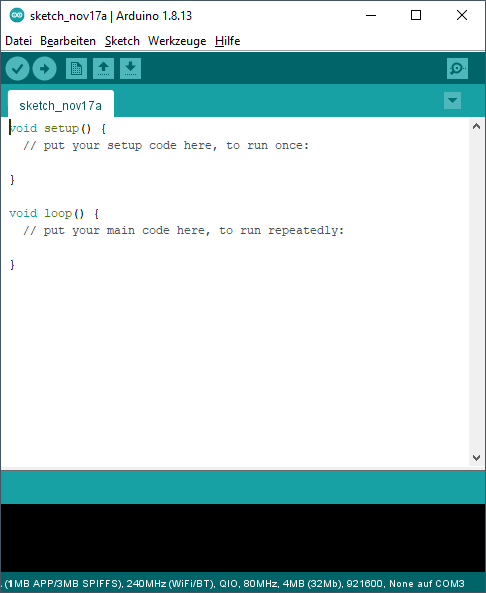 sketch_nov17a | Arduino 1.8.13
Datei Bearbeiten Sketch Werkzeuge Hilfe
sketch_nov17a
void setup() {
  // put your setup code here, to run once:
}
void loop() {
  // put your main code here, to run repeatedly:
}
. (1MB APP/3MB SPIFFS), 240MHz (WiFi/BT), QIO, 80MHz, 4MB (32Mb), 921600, None auf COM3